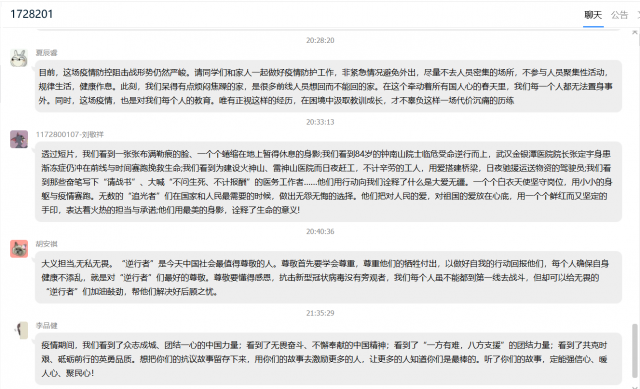 1728201
聊天 公告
20:28:20
夏辰睿
目前，这场疫情防控阻击战形势仍然严峻。请同学们和家人一起做好疫情防护工作，非紧急情况避免外出，尽量不去人员密集的场所，不参与人员聚集性活动，
规律生活，健康作息。此刻，我们呆得有点烦闷焦躁的家，是很多前线人员想回而不能回的家。在这个牵动着所有国人心的春天里，我们每一个人都无法置身事
外。同时，这场疫情，也是对我们每个人的教育。唯有正视这样的经历，在困境中汲取教训成长，才不辜负这样一场代价沉痛的历练
20:33:13
1172800107-刘敬祥
透过短片，我们看到一张张布满勒痕的脸、一个个蜷缩在地上暂得休息的身影;我们看到84岁的钟南山院士临危受命逆行而上，武汉金银潭医院院长张定宇身患
渐冻症仍冲在前线与时间赛跑挽救生命;我们看到为建设火神山、雷神山医院而日夜赶工，不计辛劳的工人，用爱搭建方舟桥梁，日夜驰援运送物资的驾驶员;我们看
到那些奋笔写下“请战书”、大喊“不问生死、不计报酬”的医务工作者……他们用行动向我们诠释了什么是大爱无疆。一个个白衣天使坚守岗位，用小小的身
躯与疫情赛跑。无数的“追光者”们在国家和人民最需要的时候，做出无怨无悔的选择。他们把对人民的爱，对祖国的爱放在心底，用一个个鲜红而又坚定的
手印，表达着火热的担当与承诺;他们用最美的身影，诠释了生命的意义!
20:40:36
胡安祺
大义担当,无私无畏。“逆行者”是今天中国社会最值得尊敬的人。尊敬首先要学会尊重，尊重他们的牺牲付出，以做好自我的行动回报他们，每个人确保自身
健康不添乱，就是对“逆行者”们最好的尊敬。尊敬要懂得感恩，抗击新型冠状病毒没有旁观者，我们每个人虽不能都到第一线去战斗，但却可以给无畏的
“逆行者”们加油鼓劲，帮他们解决好后顾之忧。
21:35:29
李品健
疫情期间，我们看到了众志成城、团结一心的中国力量；看到了无畏奋斗、不懈奉献的中国精神；看到了“一方有难，八方支援”的团结力量；看到了共克时
艰、砥砺前行的英勇品质。想把你们的抗议故事留存下来，用你们的故事去激励更多的人，让更多的人知道你们是最棒的。听了你们的故事，定能强信心、暖
人心、聚民心！